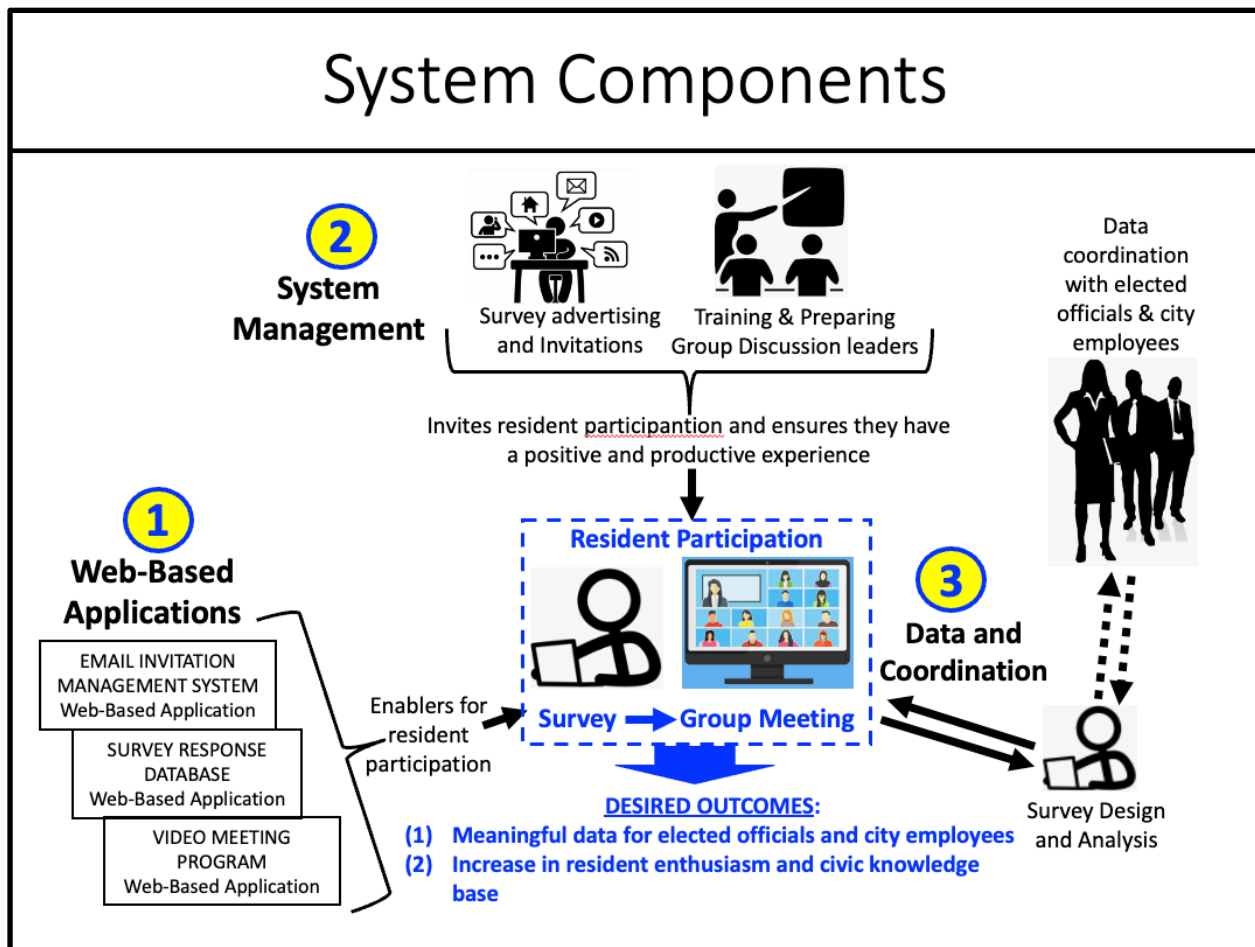 System Components
2
System
Management
Survey advertising
and Invitations
Training & Preparing
Group Discussion leaders
Invites resident participantion and ensures they have
a positive and productive experience
Data
coordination
with elected
officials & city
employees
1
Web-Based
Applications
EMAIL INVITATION
MANAGEMENT SYSTEM
Web-Based Application
SURVEY RESPONSE
DATABASE
Web-Based Application
VIDEO MEETING
PROGRAM
Web-Based Application
Enablers for
resident
participation
Resident Participation
Survey
Group Meeting
3
Data and
Coordination
Survey Design
and Analysis
DESIRED OUTCOMES:
(1) Meaningful data for elected officials and city employees
(2) Increase in resident enthusiasm and civic knowledge
base